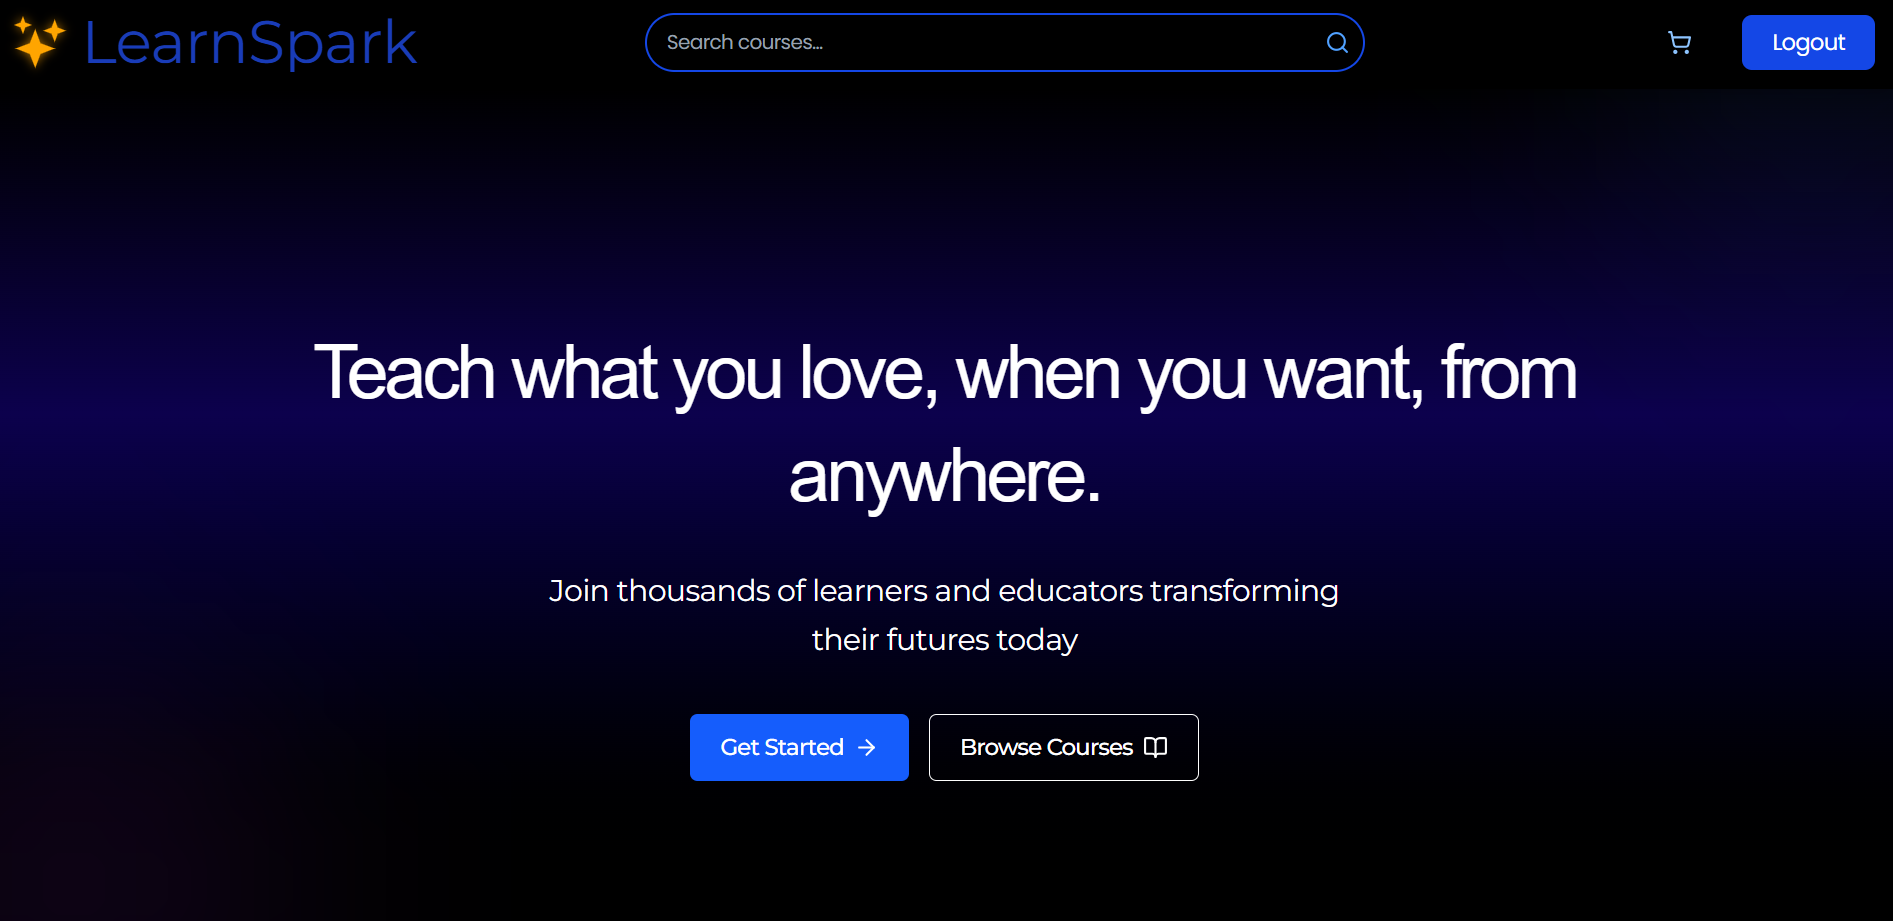 LearnSpark
Search courses...
Logout
Teach what you love, when you want, from
anywhere.
Join thousands of learners and educators transforming
their futures today
Get Started
Browse Courses